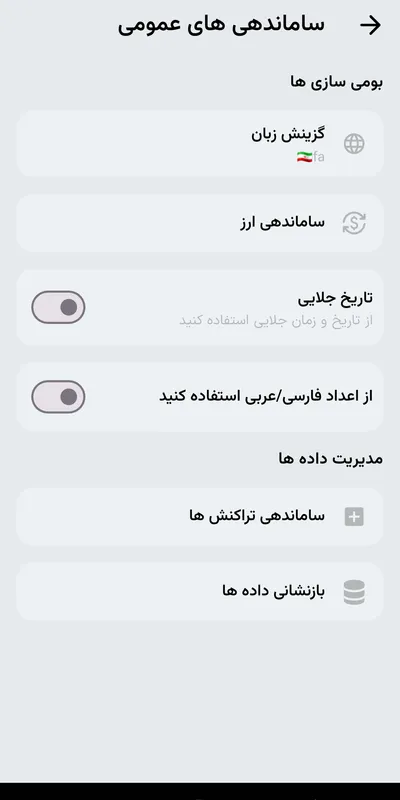 ساماندهی های عمومی
بومی سازی ها
گزینش زبان
fa🇮🇷
ساماندهی ارز
تاریخ جلایی
از تاریخ و زمان جلایی استفاده کنید
از اعداد فارسی/عربی استفاده کنید
مدیریت داده ها
ساماندهی تراکنش ها
بازنشانی داده ها